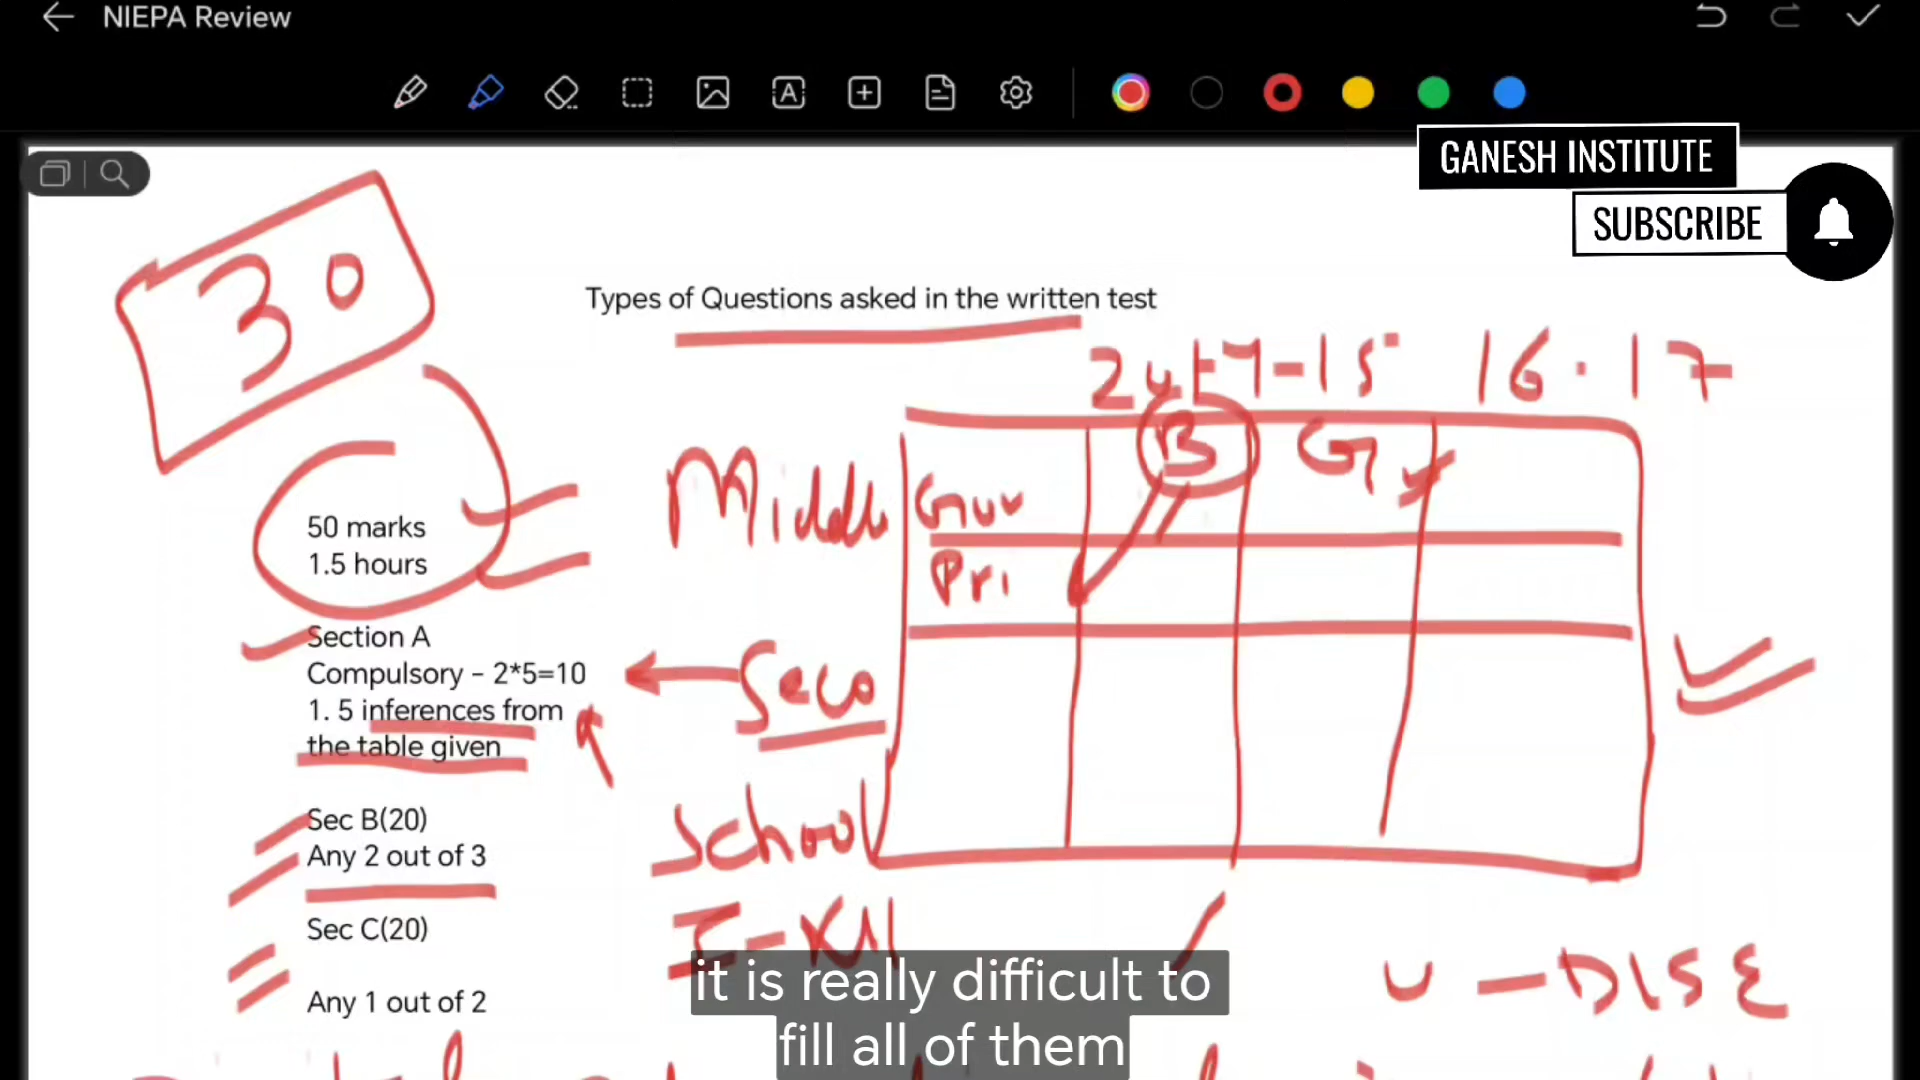 NIEPA Review
GANESH INSTITUTE
SUBSCRIBE
30
Types of Questions asked in the written test
2014-15 16-17
B G
50 marks
1.5 hours
Middle Gov
Pri
Section A
Compulsory - 2*5=10
1. 5 inferences from
the table given
Seco
School
Sec B(20)
Any 2 out of 3
Sec C(20)
Any 1 out of 2
I-XII
U-DISE
it is really difficult to
fill all of them